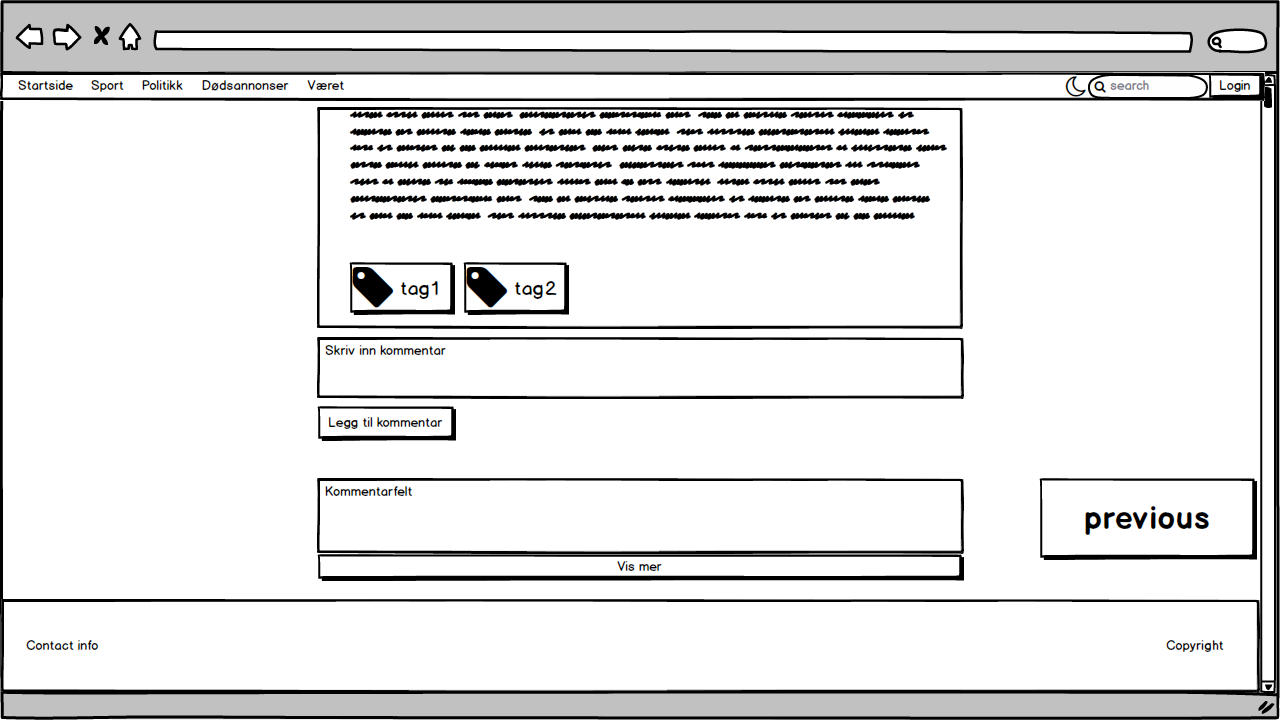 Startside Sport Politikk Dødsannonser Været search Login
tag1 tag2
Skriv inn kommentar
Legg til kommentar
Kommentarfelt
previous
Vis mer
Contact info Copyright